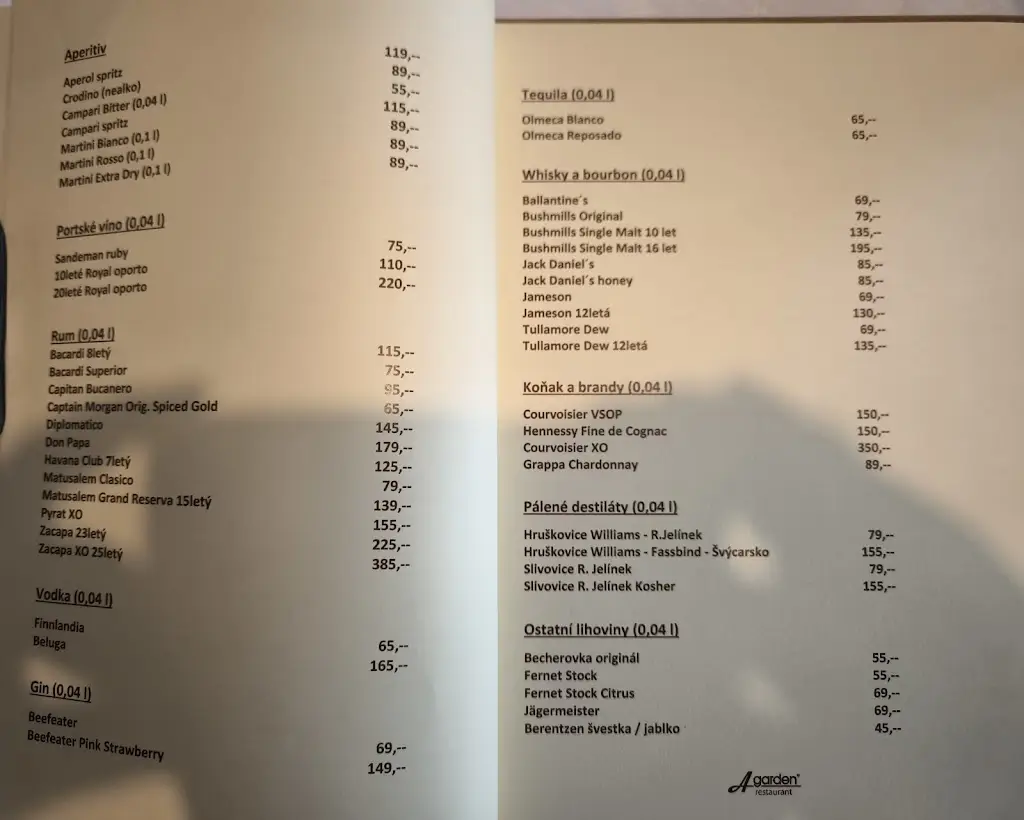 Aperitiv
Aperol spritz 119,--
Crodino (nealko) 89,--
Campari Bitter (0,04 l) 55,--
Campari spritz 115,--
Martini Bianco (0,1 l) 89,--
Martini Rosso (0,1 l) 89,--
Martini Extra Dry (0,1 l) 89,--
Portské víno (0,04 l)
Sandeman ruby 75,--
10leté Royal oporto 110,--
20leté Royal oporto 220,--
Rum (0,04 l)
Bacardi 8letý 115,--
Bacardi Superior 75,--
Capitan Bucanero 95,--
Captain Morgan Orig. Spiced Gold 65,--
Diplomatico 145,--
Don Papa 179,--
Havana Club 7letý 125,--
Matusalem Clasico 79,--
Matusalem Grand Reserva 15letý 139,--
Pyrat XO 155,--
Zacapa 23letý 225,--
Zacapa XO 25letý 385,--
Vodka (0,04 l)
Finnlandia 65,--
Beluga 165,--
Gin (0,04 l)
Beefeater 69,--
Beefeater Pink Strawberry 149,--
Tequila (0,04 l)
Olmeca Blanco 65,--
Olmeca Reposado 65,--
Whisky a bourbon (0,04 l)
Ballantine´s 69,--
Bushmills Original 79,--
Bushmills Single Malt 10 let 135,--
Bushmills Single Malt 16 let 195,--
Jack Daniel´s 85,--
Jack Daniel´s honey 85,--
Jameson 69,--
Jameson 12letá 130,--
Tullamore Dew 69,--
Tullamore Dew 12letá 135,--
Koňak a brandy (0,04 l)
Courvoisier VSOP 150,--
Hennessy Fine de Cognac 150,--
Courvoisier XO 350,--
Grappa Chardonnay 89,--
Pálené destiláty (0,04 l)
Hruškovice Williams - R.Jelínek 79,--
Hruškovice Williams - Fassbind - Švýcarsko 155,--
Slivovice R. Jelínek 79,--
Slivovice R. Jelínek Kosher 155,--
Ostatní lihoviny (0,04 l)
Becherovka originál 55,--
Fernet Stock 55,--
Fernet Stock Citrus 69,--
Jägermeister 69,--
Berentzen švestka / jablko 45,--
A garden
restaurant